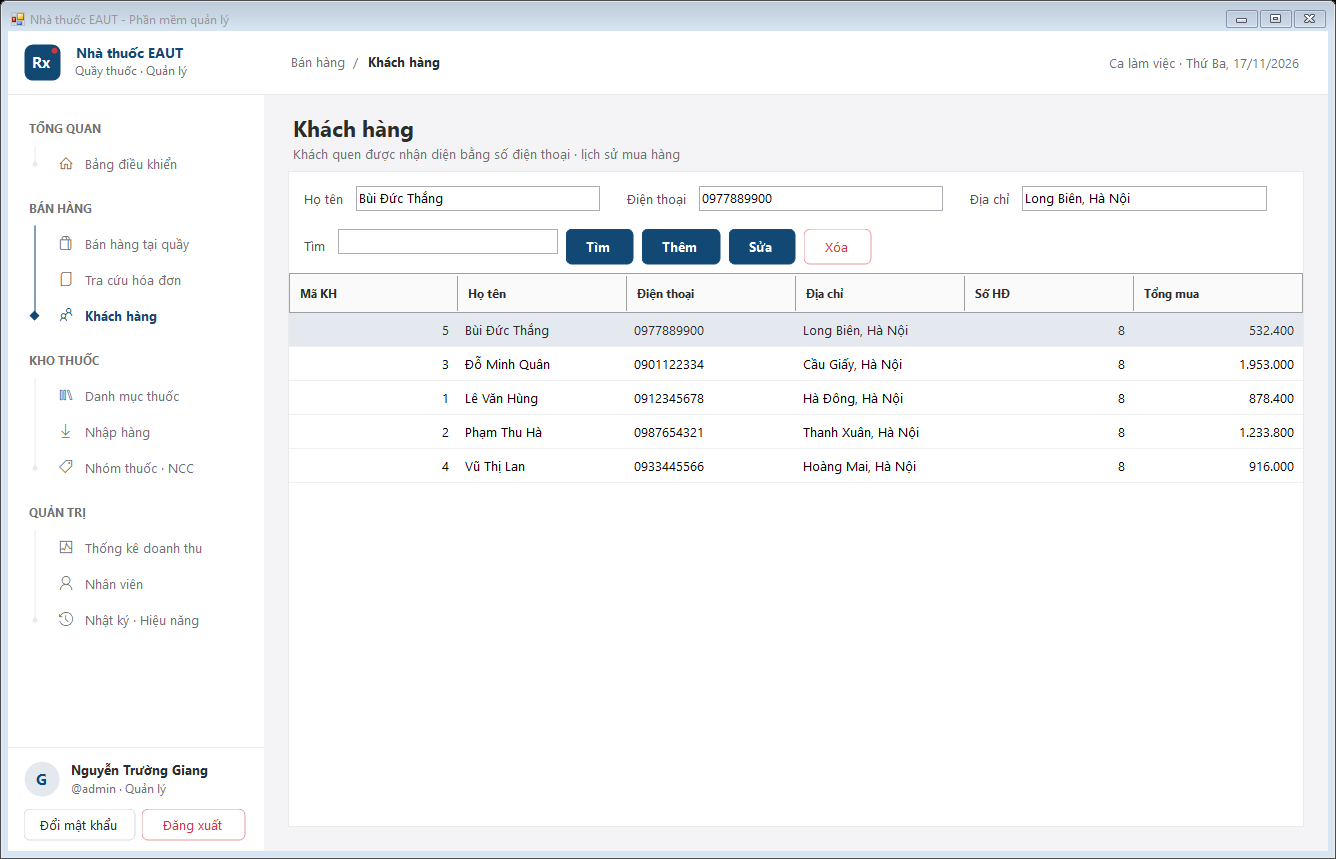 Nhà thuốc EAUT - Phần mềm quản lý
Rx
Nhà thuốc EAUT
Quầy thuốc · Quản lý
Bán hàng / Khách hàng
Ca làm việc · Thứ Ba, 17/11/2026
TỔNG QUAN
Bảng điều khiển
BÁN HÀNG
Bán hàng tại quầy
Tra cứu hóa đơn
Khách hàng
KHO THUỐC
Danh mục thuốc
Nhập hàng
Nhóm thuốc · NCC
QUẢN TRỊ
Thống kê doanh thu
Nhân viên
Nhật ký · Hiệu năng
G
Nguyễn Trường Giang
@admin · Quản lý
Đổi mật khẩu Đăng xuất
Khách hàng
Khách quen được nhận diện bằng số điện thoại · lịch sử mua hàng
Họ tên Bùi Đức Thắng Điện thoại 0977889900 Địa chỉ Long Biên, Hà Nội
Tìm Tìm Thêm Sửa Xóa
Mã KH Họ tên Điện thoại Địa chỉ Số HĐ Tổng mua
5 Bùi Đức Thắng 0977889900 Long Biên, Hà Nội 8 532.400
3 Đỗ Minh Quân 0901122334 Cầu Giấy, Hà Nội 8 1.953.000
1 Lê Văn Hùng 0912345678 Hà Đông, Hà Nội 8 878.400
2 Phạm Thu Hà 0987654321 Thanh Xuân, Hà Nội 8 1.233.800
4 Vũ Thị Lan 0933445566 Hoàng Mai, Hà Nội 8 916.000